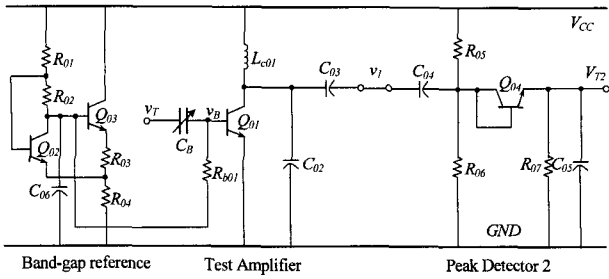 V_CC
R_01
L_c01
R_05
C_03
v_1
C_04
Q_04
V_T2
R_02
Q_03
v_T
v_B
Q_01
Q_02
C_B
R_03
C_06
R_b01
C_02
R_06
R_07
C_05
R_04
GND
Band-gap reference
Test Amplifier
Peak Detector 2